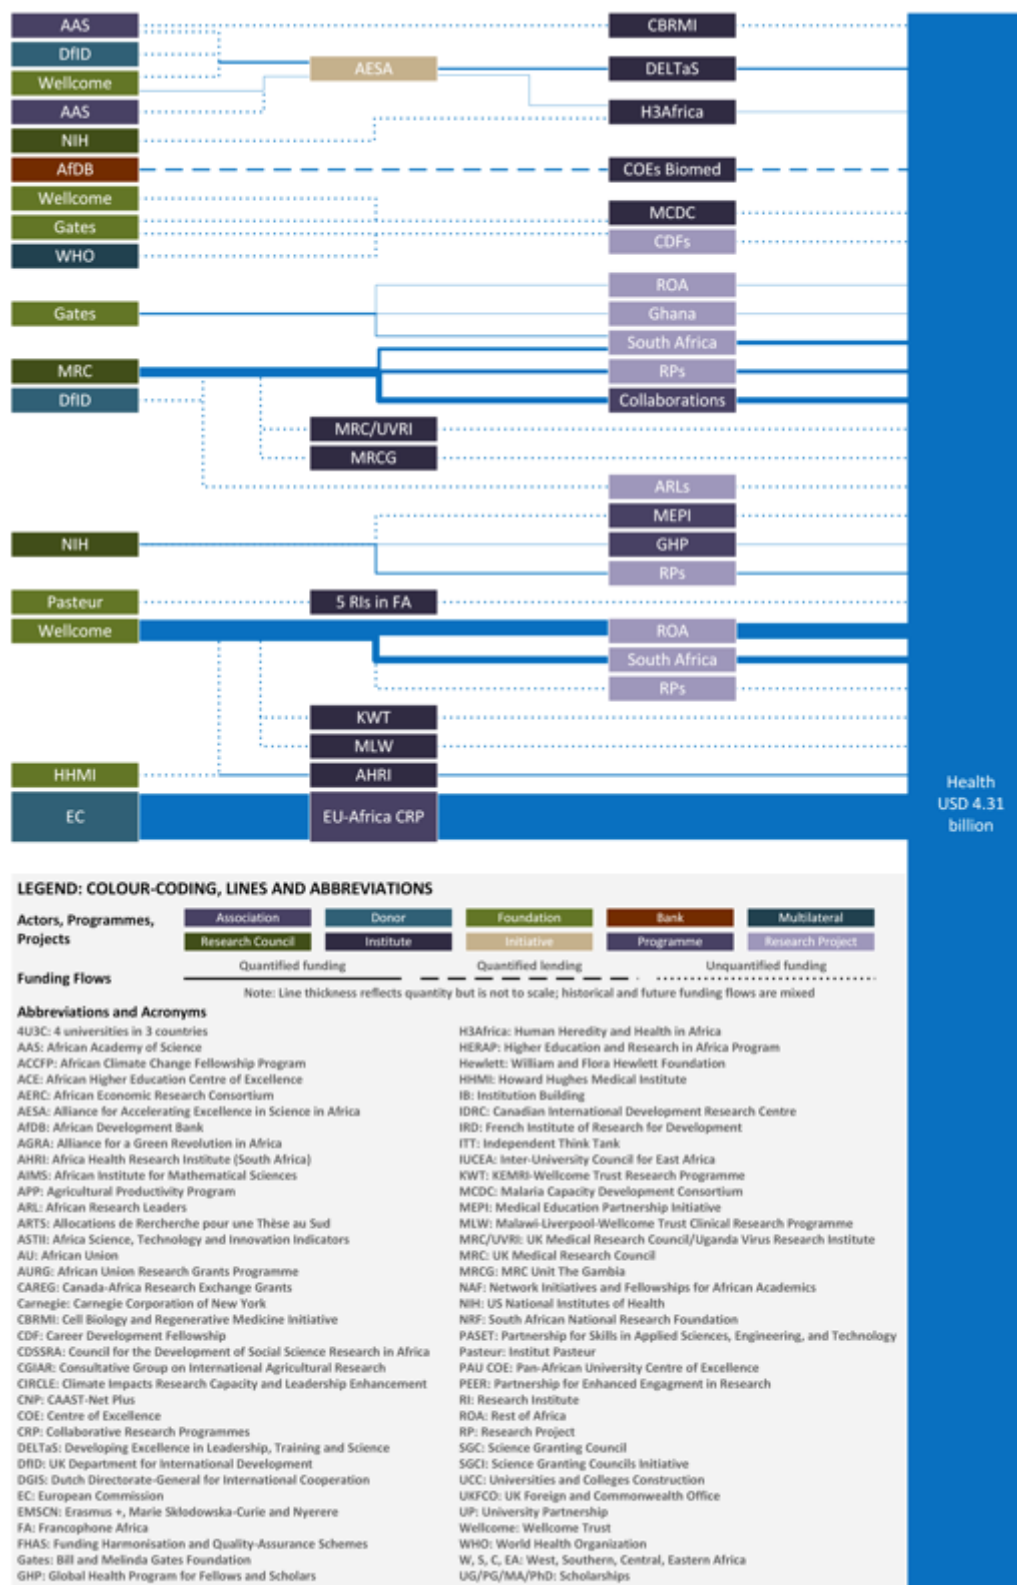 AAS
CBRMI
DfID
AESA
DELTaS
Wellcome
AAS
H3Africa
NIH
AfDB
COEs Biomed
Wellcome
MCDC
Gates
CDFs
WHO
ROA
Gates
Ghana
South Africa
MRC
RPs
DfID
Collaborations
MRC/UVRI
MRCG
ARLs
MEPI
NIH
GHP
RPs
Pasteur
5 RIs in FA
Wellcome
ROA
South Africa
RPs
KWT
MLW
HHMI
AHRI
EC
EU-Africa CRP
Health
USD 4.31
billion
LEGEND: COLOUR-CODING, LINES AND ABBREVIATIONS
Actors, Programmes,
Projects
Association
Donor
Foundation
Bank
Multilateral
Research Council
Institute
Initiative
Programme
Research Project
Funding Flows
Quantified funding
Quantified lending
Unquantified funding
Note: Line thickness reflects quantity but is not to scale; historical and future funding flows are mixed
Abbreviations and Acronyms
4U3C: 4 universities in 3 countries
AAS: African Academy of Science
ACCFP: African Climate Change Fellowship Program
ACE: African Higher Education Centre of Excellence
AERC: African Economic Research Consortium
AESA: Alliance for Accelerating Excellence in Science in Africa
AfDB: African Development Bank
AGRA: Alliance for a Green Revolution in Africa
AHRI: Africa Health Research Institute (South Africa)
AIMS: African Institute for Mathematical Sciences
APP: Agricultural Productivity Program
ARL: African Research Leaders
ARTS: Allocations de Rercherche pour une Thèse au Sud
ASTII: Africa Science, Technology and Innovation Indicators
AU: African Union
AURG: African Union Research Grants Programme
CAREG: Canada-Africa Research Exchange Grants
Carnegie: Carnegie Corporation of New York
CBRMI: Cell Biology and Regenerative Medicine Initiative
CDF: Career Development Fellowship
CDSSRA: Council for the Development of Social Science Research in Africa
CGIAR: Consultative Group on International Agricultural Research
CIRCLE: Climate Impacts Research Capacity and Leadership Enhancement
CNP: CAAST-Net Plus
COE: Centre of Excellence
CRP: Collaborative Research Programmes
DELTaS: Developing Excellence in Leadership, Training and Science
DfID: UK Department for International Development
DGIS: Dutch Directorate-General for International Cooperation
EC: European Commission
EMSCN: Erasmus +, Marie Sklodowska-Curie and Nyerere
FA: Francophone Africa
FHAS: Funding Harmonisation and Quality-Assurance Schemes
Gates: Bill and Melinda Gates Foundation
GHP: Global Health Program for Fellows and Scholars
H3Africa: Human Heredity and Health in Africa
HERAP: Higher Education and Research in Africa Program
Hewlett: William and Flora Hewlett Foundation
HHMI: Howard Hughes Medical Institute
IB: Institution Building
IDRC: Canadian International Development Research Centre
IRD: French Institute of Research for Development
ITT: Independent Think Tank
IUCEA: Inter-University Council for East Africa
KWT: KEMRI-Wellcome Trust Research Programme
MCDC: Malaria Capacity Development Consortium
MEPI: Medical Education Partnership Initiative
MLW: Malawi-Liverpool-Wellcome Trust Clinical Research Programme
MRC/UVRI: UK Medical Research Council/Uganda Virus Research Institute
MRC: UK Medical Research Council
MRCG: MRC Unit The Gambia
NAF: Network Initiatives and Fellowships for African Academics
NIH: US National Institutes of Health
NRF: South African National Research Foundation
PASET: Partnership for Skills in Applied Sciences, Engineering, and Technology
Pasteur: Institut Pasteur
PAU COE: Pan-African University Centre of Excellence
PEER: Partnership for Enhanced Engagment in Research
RI: Research Institute
ROA: Rest of Africa
RP: Research Project
SGC: Science Granting Council
SGCI: Science Granting Councils Initiative
UCC: Universities and Colleges Construction
UKFCO: UK Foreign and Commonwealth Office
UP: University Partnership
Wellcome: Wellcome Trust
WHO: World Health Organization
W, S, C, EA: West, Southern, Central, Eastern Africa
UG/PG/MA/PhD: Scholarships